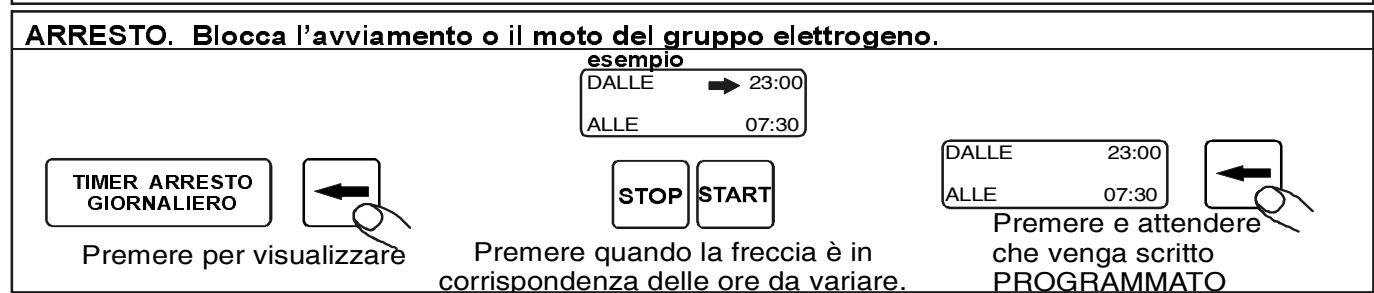 ARRESTO. Blocca l'avviamento o il moto del gruppo elettrogeno.
esempio
DALLE 23:00
ALLE 07:30
TIMER ARRESTO
GIORNALIERO
Premere per visualizzare
STOP START
Premere quando la freccia è in
corrispondenza delle ore da variare.
DALLE 23:00
ALLE 07:30
Premere e attendere
che venga scritto
PROGRAMMATO